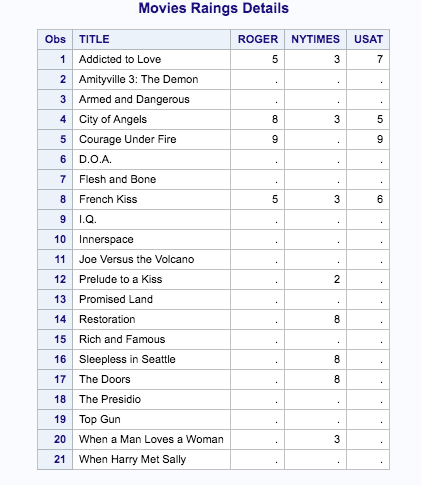 Movies Raings Details
Obs TITLE ROGER NYTIMES USAT
1 Addicted to Love 5 3 7
2 Amityville 3: The Demon . . .
3 Armed and Dangerous . . .
4 City of Angels 8 3 5
5 Courage Under Fire 9 . 9
6 D.O.A. . . .
7 Flesh and Bone . . .
8 French Kiss 5 3 6
9 I.Q. . . .
10 Innerspace . . .
11 Joe Versus the Volcano . . .
12 Prelude to a Kiss . 2 .
13 Promised Land . . .
14 Restoration . 8 .
15 Rich and Famous . . .
16 Sleepless in Seattle . 8 .
17 The Doors . 8 .
18 The Presidio . . .
19 Top Gun . . .
20 When a Man Loves a Woman . 3 .
21 When Harry Met Sally . . .